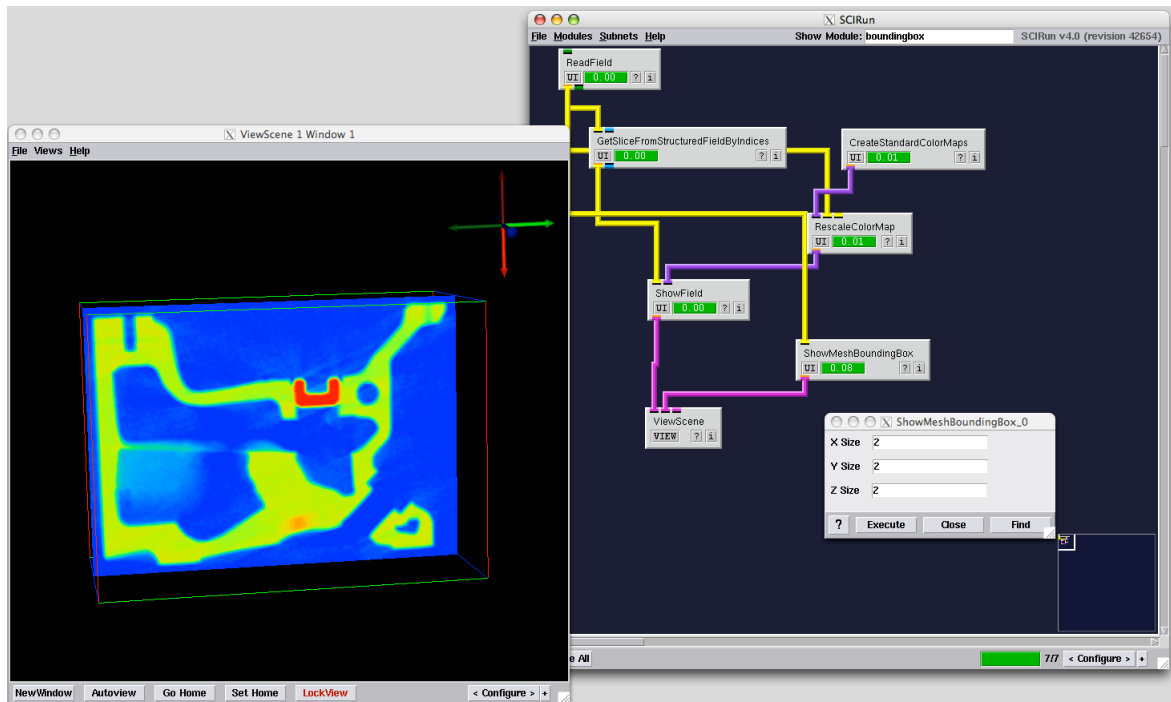 SCIRun
File Modules Subnets Help Show Module: boundingbox SCIRun v4.0 (revision 42654)
ReadField
UI 0.00 ? i
GetSliceFromStructuredFieldByIndices
UI 0.00 ? i
CreateStandardColorMaps
UI 0.01 ? i
RescaleColorMap
UI 0.01 ? i
ShowField
UI 0.00 ? i
ShowMeshBoundingBox
UI 0.08 ? i
ViewScene
VIEW ? i
ShowMeshBoundingBox_0
X Size 2
Y Size 2
Z Size 2
? Execute Close Find
e All 7/7 < Configure > +
ViewScene 1 Window 1
File Views Help
NewWindow Autoview Go Home Set Home LockView < Configure > +